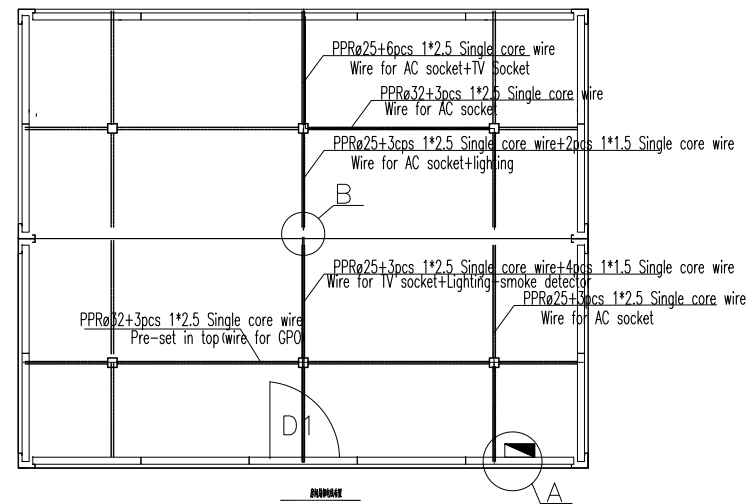 PPRø25+6pcs 1*2.5 Single core wire
Wire for AC socket+TV Socket
PPRø32+3pcs 1*2.5 Single core wire
Wire for AC socket
PPRø25+3cps 1*2.5 Single core wire+2pcs 1*1.5 Single core wire
Wire for AC socket+lighting
B
PPRø25+3pcs 1*2.5 Single core wire+4pcs 1*1.5 Single core wire
Wire for TV socket+Lighting+smoke detector
PPRø25+3pcs 1*2.5 Single core wire
Wire for AC socket
PPRø32+3pcs 1*2.5 Single core wire
Pre-set in top(wire for GPO)
D1
A